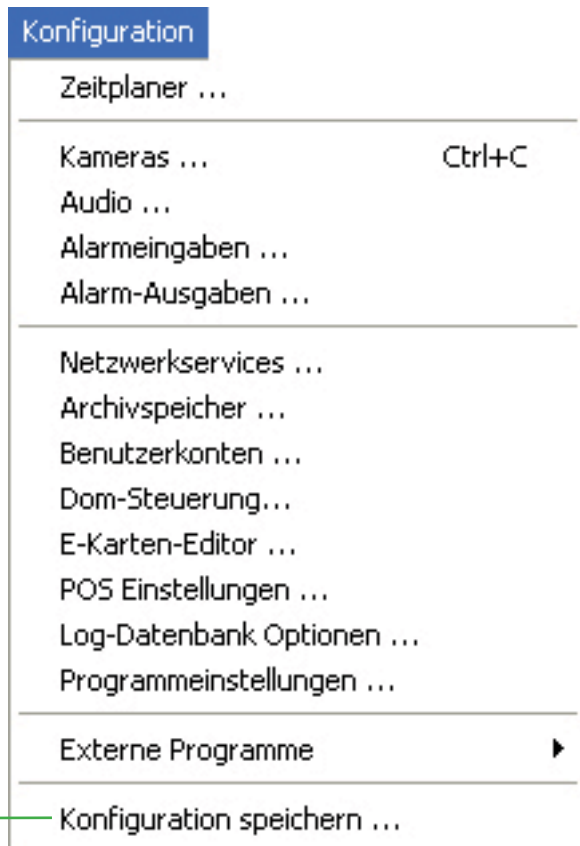 Konfiguration
Zeitplaner ...
Kameras ... Ctrl+C
Audio ...
Alarmeingaben ...
Alarm-Ausgaben ...
Netzwerkservices ...
Archivspeicher ...
Benutzerkonten ...
Dom-Steuerung...
E-Karten-Editor ...
POS Einstellungen ...
Log-Datenbank Optionen ...
Programmeinstellungen ...
Externe Programme
Konfiguration speichern ...